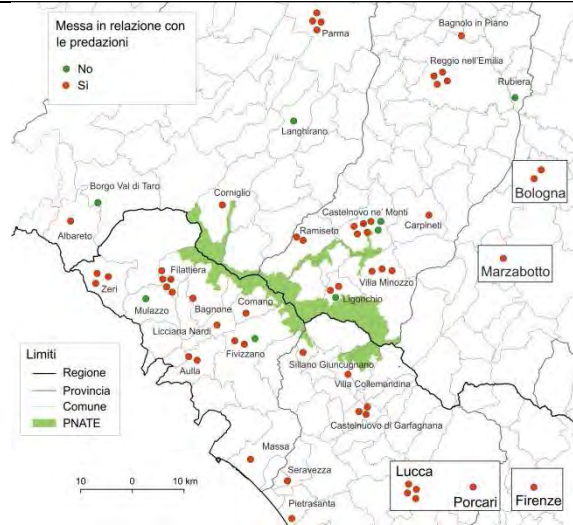 Messa in relazione con
le predazioni
No
Sì
Parma
Bagnolo in Piano
Reggio nell'Emilia
Rubiera
Langhirano
Borgo Val di Taro
Albareto
Corniglio
Castelnovo ne' Monti
Ramiseto
Carpineti
Bologna
Marzabotto
Zeri
Filattiera
Villa Minozzo
Ligonchio
Mulazzo
Bagnone
Comano
Licciana Nardi
Fivizzano
Aulla
Sillano Giuncugnano
Villa Collemandina
Castelnuovo di Garfagnana
Limiti
Regione
Provincia
Comune
PNATE
Massa
Seravezza
Pietrasanta
Lucca
Porcari
Firenze
10 0 10 km